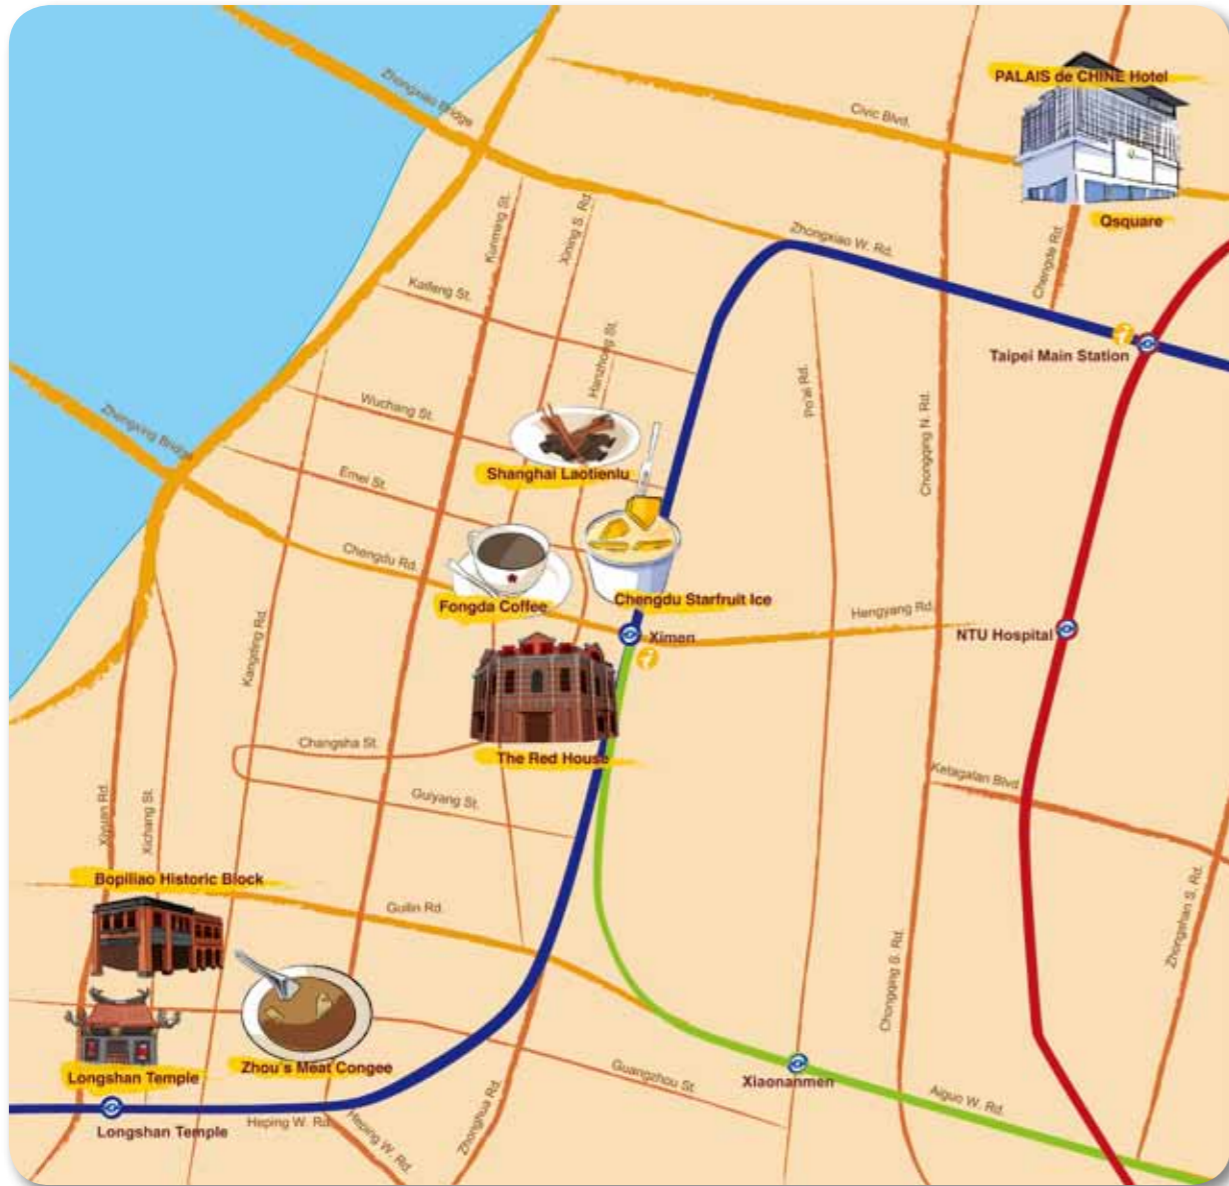 PALAIS de CHINE Hotel
Zhongxiao Bridge
Civic Blvd.
Qsquare
Kunming St.
Xining S. Rd.
Zhongxiao W. Rd.
Chengde Rd.
Kaifeng St.
Taipei Main Station
Hanzhong St.
Po'ai Rd.
Chongqing N. Rd.
Wuchang St.
Zhongxing Bridge
Emei St.
Shanghai Laotienlu
Chengdu Rd.
Fongda Coffee
Chengdu Starfruit Ice
Hengyang Rd.
Ximen
NTU Hospital
Kangding Rd.
Changsha St.
The Red House
Ketagalan Blvd
Guiyang St.
Xiyuan Rd.
Xichang St.
Bopiliao Historic Block
Guilin Rd.
Zhongshan S. Rd.
Chongqing S. Rd.
Longshan Temple
Zhou's Meat Congee
Guangzhou St.
Xiaonanmen
Aiguo W. Rd.
Longshan Temple
Heping W. Rd.
Heping W. Rd.
Zhonghua Rd.